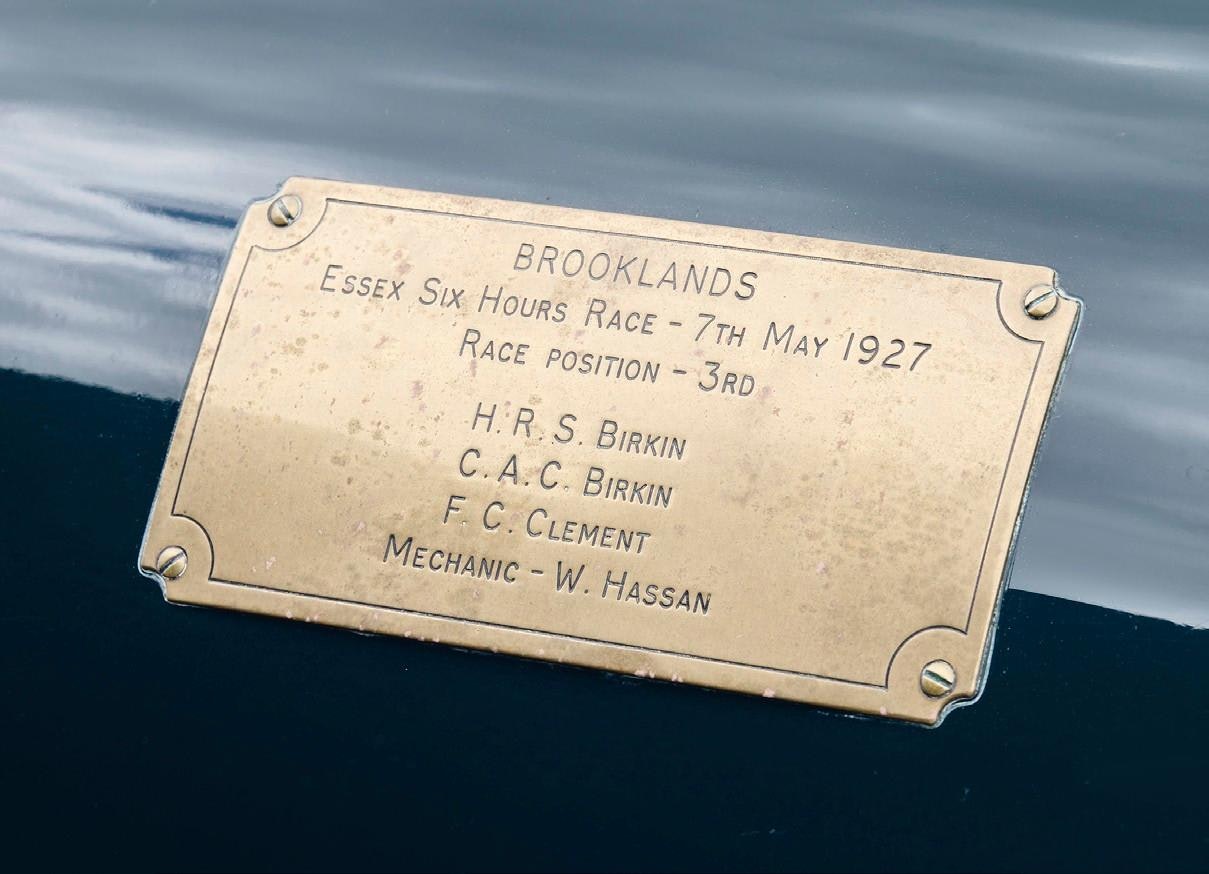 BROOKLANDS
ESSEX SIX HOURS RACE - 7TH MAY 1927
RACE POSITION - 3RD
H. R. S. BIRKIN
C. A. C. BIRKIN
F. C. CLEMENT
MECHANIC - W. HASSAN